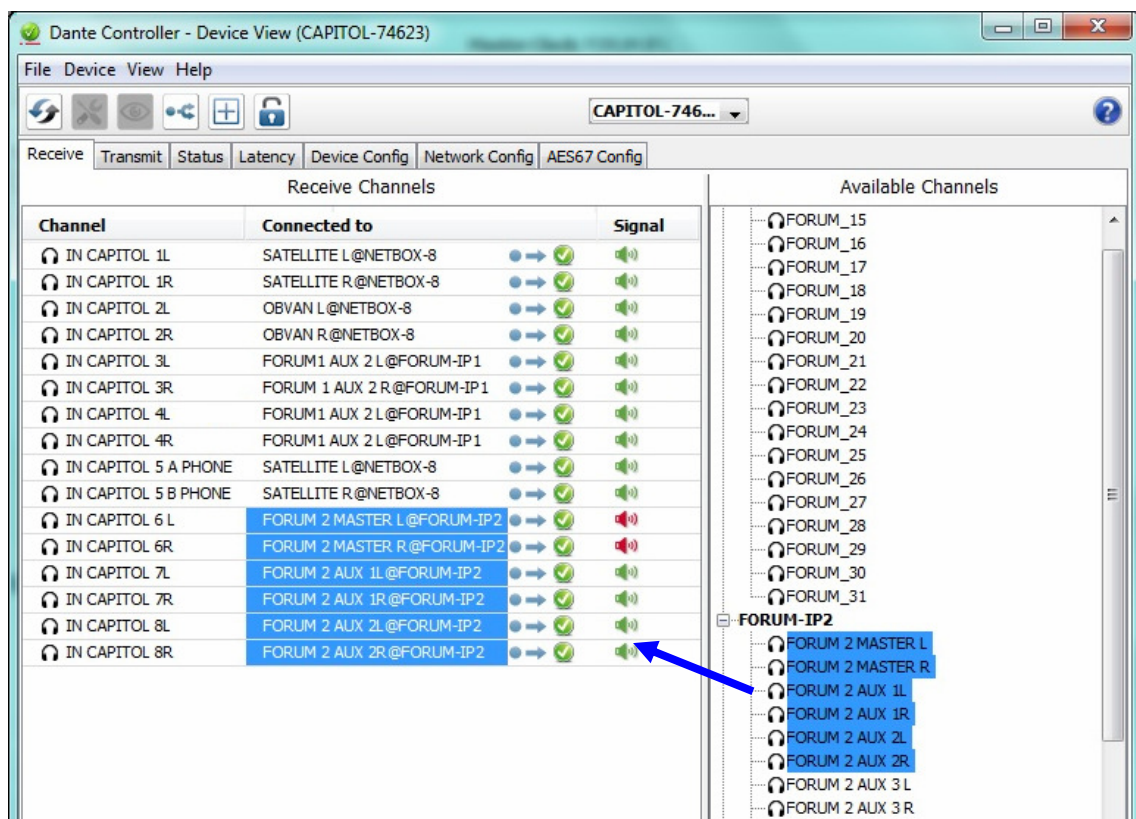 Dante Controller - Device View (CAPITOL-74623)
File Device View Help
CAPITOL-746...
Receive Transmit Status Latency Device Config Network Config AES67 Config
Receive Channels
Channel Connected to Signal
IN CAPITOL 1L SATELLITE L@NETBOX-8
IN CAPITOL 1R SATELLITE R@NETBOX-8
IN CAPITOL 2L OBVAN L@NETBOX-8
IN CAPITOL 2R OBVAN R@NETBOX-8
IN CAPITOL 3L FORUM1 AUX 2 L@FORUM-IP1
IN CAPITOL 3R FORUM 1 AUX 2 R@FORUM-IP1
IN CAPITOL 4L FORUM1 AUX 2 L@FORUM-IP1
IN CAPITOL 4R FORUM1 AUX 2 L@FORUM-IP1
IN CAPITOL 5 A PHONE SATELLITE L@NETBOX-8
IN CAPITOL 5 B PHONE SATELLITE R@NETBOX-8
IN CAPITOL 6 L FORUM 2 MASTER L@FORUM-IP2
IN CAPITOL 6R FORUM 2 MASTER R@FORUM-IP2
IN CAPITOL 7L FORUM 2 AUX 1L@FORUM-IP2
IN CAPITOL 7R FORUM 2 AUX 1R@FORUM-IP2
IN CAPITOL 8L FORUM 2 AUX 2L@FORUM-IP2
IN CAPITOL 8R FORUM 2 AUX 2R@FORUM-IP2
Available Channels
FORUM_15
FORUM_16
FORUM_17
FORUM_18
FORUM_19
FORUM_20
FORUM_21
FORUM_22
FORUM_23
FORUM_24
FORUM_25
FORUM_26
FORUM_27
FORUM_28
FORUM_29
FORUM_30
FORUM_31
FORUM-IP2
FORUM 2 MASTER L
FORUM 2 MASTER R
FORUM 2 AUX 1L
FORUM 2 AUX 1R
FORUM 2 AUX 2L
FORUM 2 AUX 2R
FORUM 2 AUX 3 L
FORUM 2 AUX 3 R